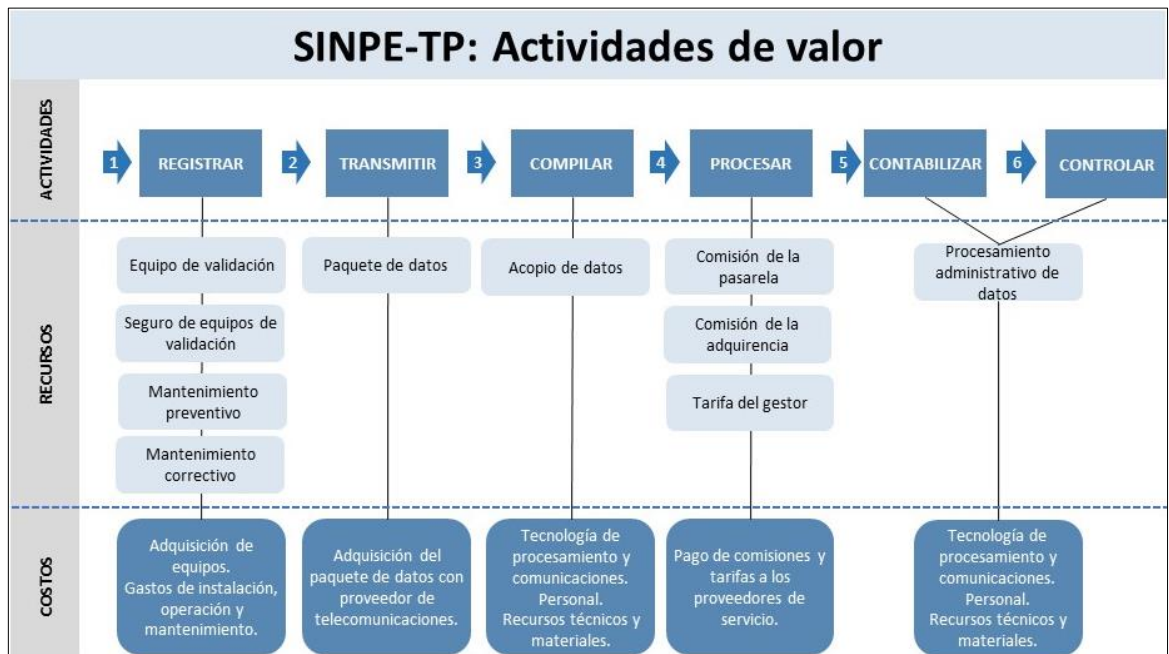 SINPE-TP: Actividades de valor
ACTIVIDADES
1
REGISTRAR
2
TRANSMITIR
3
COMPILAR
4
PROCESAR
5
CONTABILIZAR
6
CONTROLAR
RECURSOS
Equipo de validación
Seguro de equipos de
validación
Mantenimiento
preventivo
Mantenimiento
correctivo
Paquete de datos
Acopio de datos
Comisión de la
pasarela
Comisión de la
adquirencia
Tarifa del gestor
Procesamiento
administrativo de
datos
COSTOS
Adquisición de
equipos.
Gastos de instalación,
operación y
mantenimiento.
Adquisición del
paquete de datos con
proveedor de
telecomunicaciones.
Tecnología de
procesamiento y
comunicaciones.
Personal.
Recursos técnicos y
materiales.
Pago de comisiones y
tarifas a los
proveedores de
servicio.
Tecnología de
procesamiento y
comunicaciones.
Personal.
Recursos técnicos y
materiales.